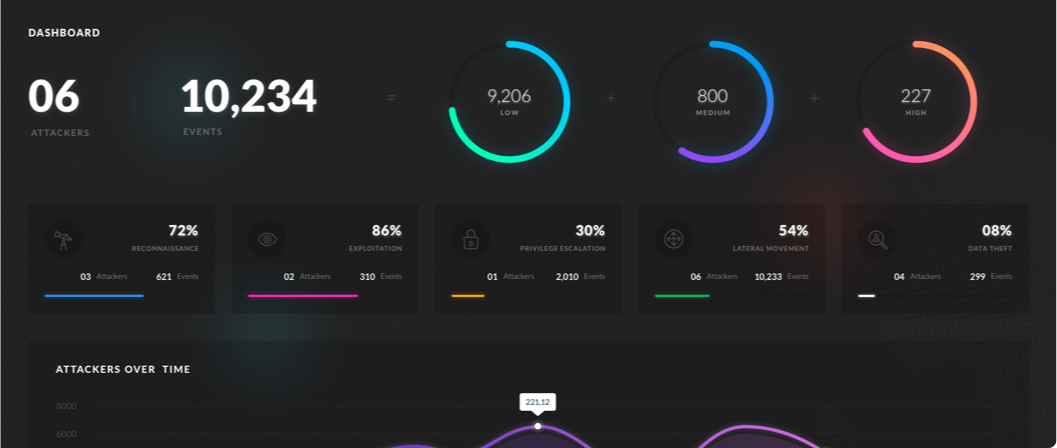 DASHBOARD
06
ATTACKERS
10,234
EVENTS
=
9,206
LOW
+
800
MEDIUM
+
227
HIGH
72%
RECONNAISSANCE
03 Attackers 621 Events
86%
EXPLOITATION
02 Attackers 310 Events
30%
PRIVILEGE ESCALATION
01 Attackers 2,010 Events
54%
LATERAL MOVEMENT
06 Attackers 10,233 Events
08%
DATA THEFT
04 Attackers 299 Events
ATTACKERS OVER TIME
8000
221,12
6000